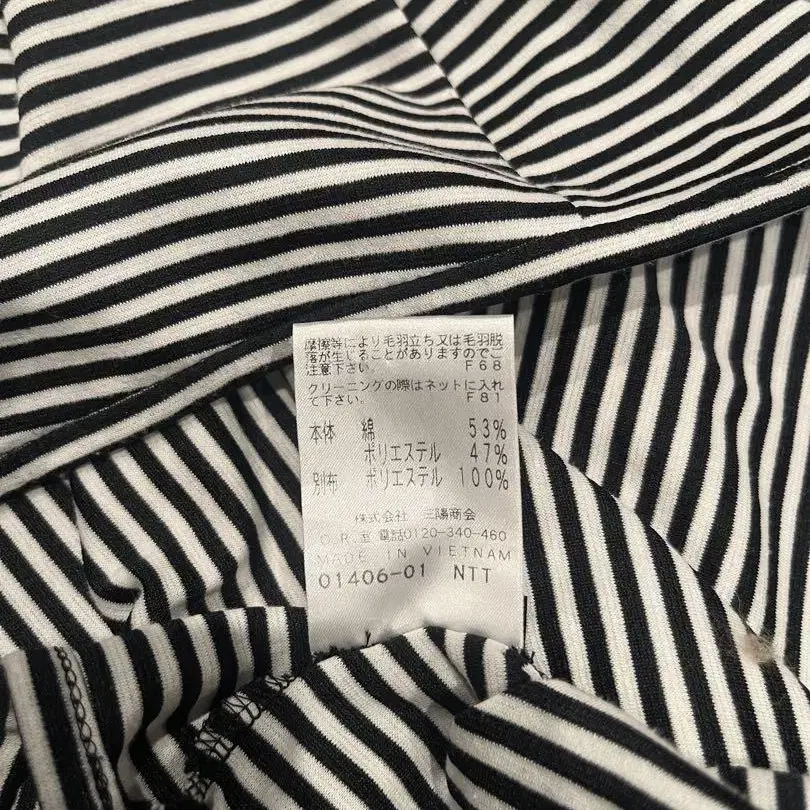 摩擦等により毛羽立ち又は毛羽脱
落が生じることがありますのでご
注意下さい. F68
クリーニングの際はネットに入れ
て下さい. F81
本体 綿 53%
ポリエステル 47%
別布 ポリエステル 100%
株式会社 三陽商会
C.R.室 電話0120-340-460
MADE IN VIETNAM
01406-01 NTT